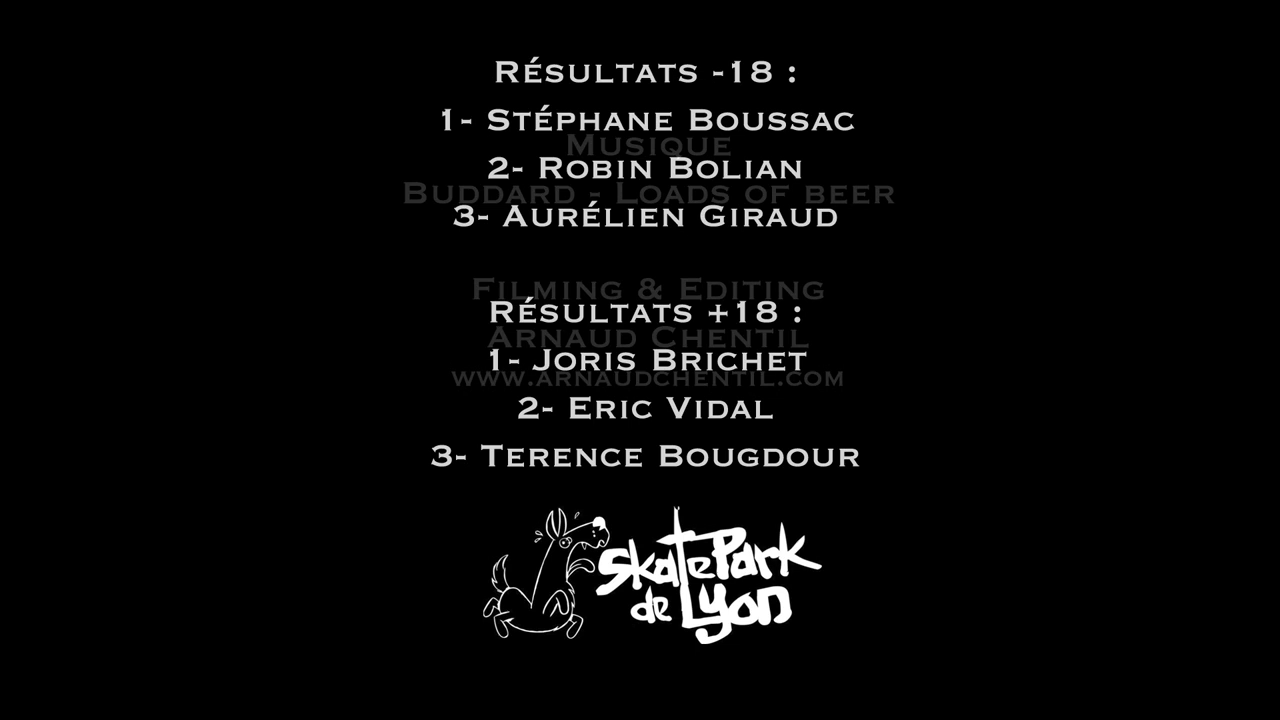 Résultats -18 :
1- Stéphane Boussac
Musique
2- Robin Bolian
Buddard - Loads of beer
3- Aurélien Giraud
Filming & Editing
Résultats +18 :
Arnaud Chentil
1- Joris Brichet
www.arnaudchentil.com
2- Eric Vidal
3- Terence Bougdour
SkatePark
de Lyon